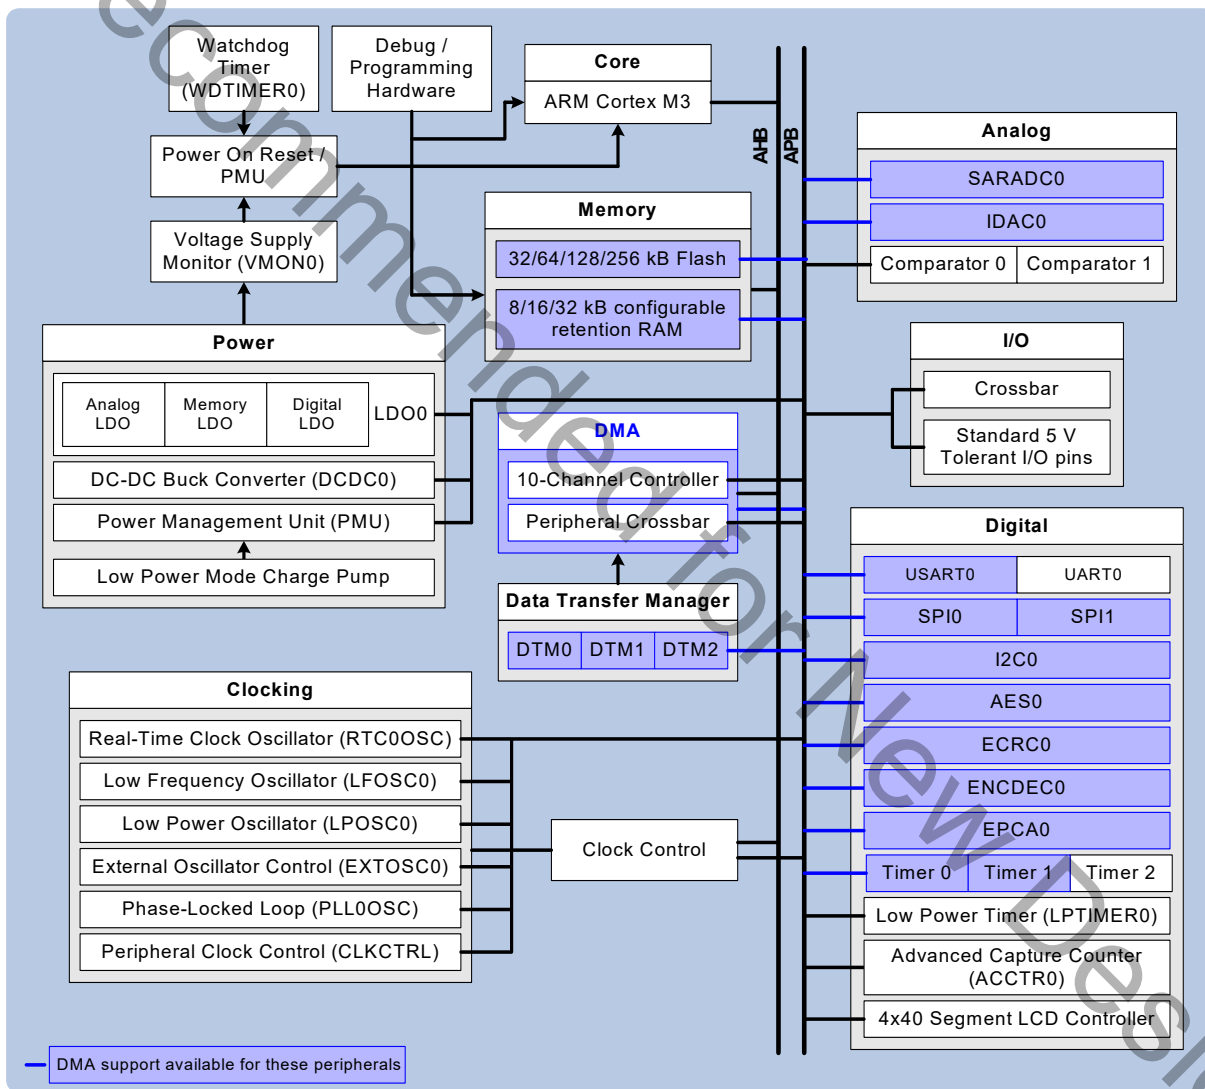 Watchdog
Timer
(WDTIMER0)
Debug /
Programming
Hardware
Core
ARM Cortex M3
AHB
APB
Power On Reset /
PMU
Voltage Supply
Monitor (VMON0)
Memory
32/64/128/256 kB Flash
8/16/32 kB configurable
retention RAM
Analog
SARADC0
IDAC0
Comparator 0
Comparator 1
Power
Analog
LDO
Memory
LDO
Digital
LDO
LDO0
DC-DC Buck Converter (DCDC0)
Power Management Unit (PMU)
Low Power Mode Charge Pump
DMA
10-Channel Controller
Peripheral Crossbar
Data Transfer Manager
DTM0
DTM1
DTM2
I/O
Crossbar
Standard 5 V
Tolerant I/O pins
Digital
USART0
UART0
SPI0
SPI1
I2C0
AES0
ECRC0
ENCDEC0
EPCA0
Timer 0
Timer 1
Timer 2
Low Power Timer (LPTIMER0)
Advanced Capture Counter
(ACCTR0)
4x40 Segment LCD Controller
Clocking
Real-Time Clock Oscillator (RTC0OSC)
Low Frequency Oscillator (LFOSC0)
Low Power Oscillator (LPOSC0)
External Oscillator Control (EXTOSC0)
Phase-Locked Loop (PLL0OSC)
Peripheral Clock Control (CLKCTRL)
Clock Control
DMA support available for these peripherals
ecommended for New Desi